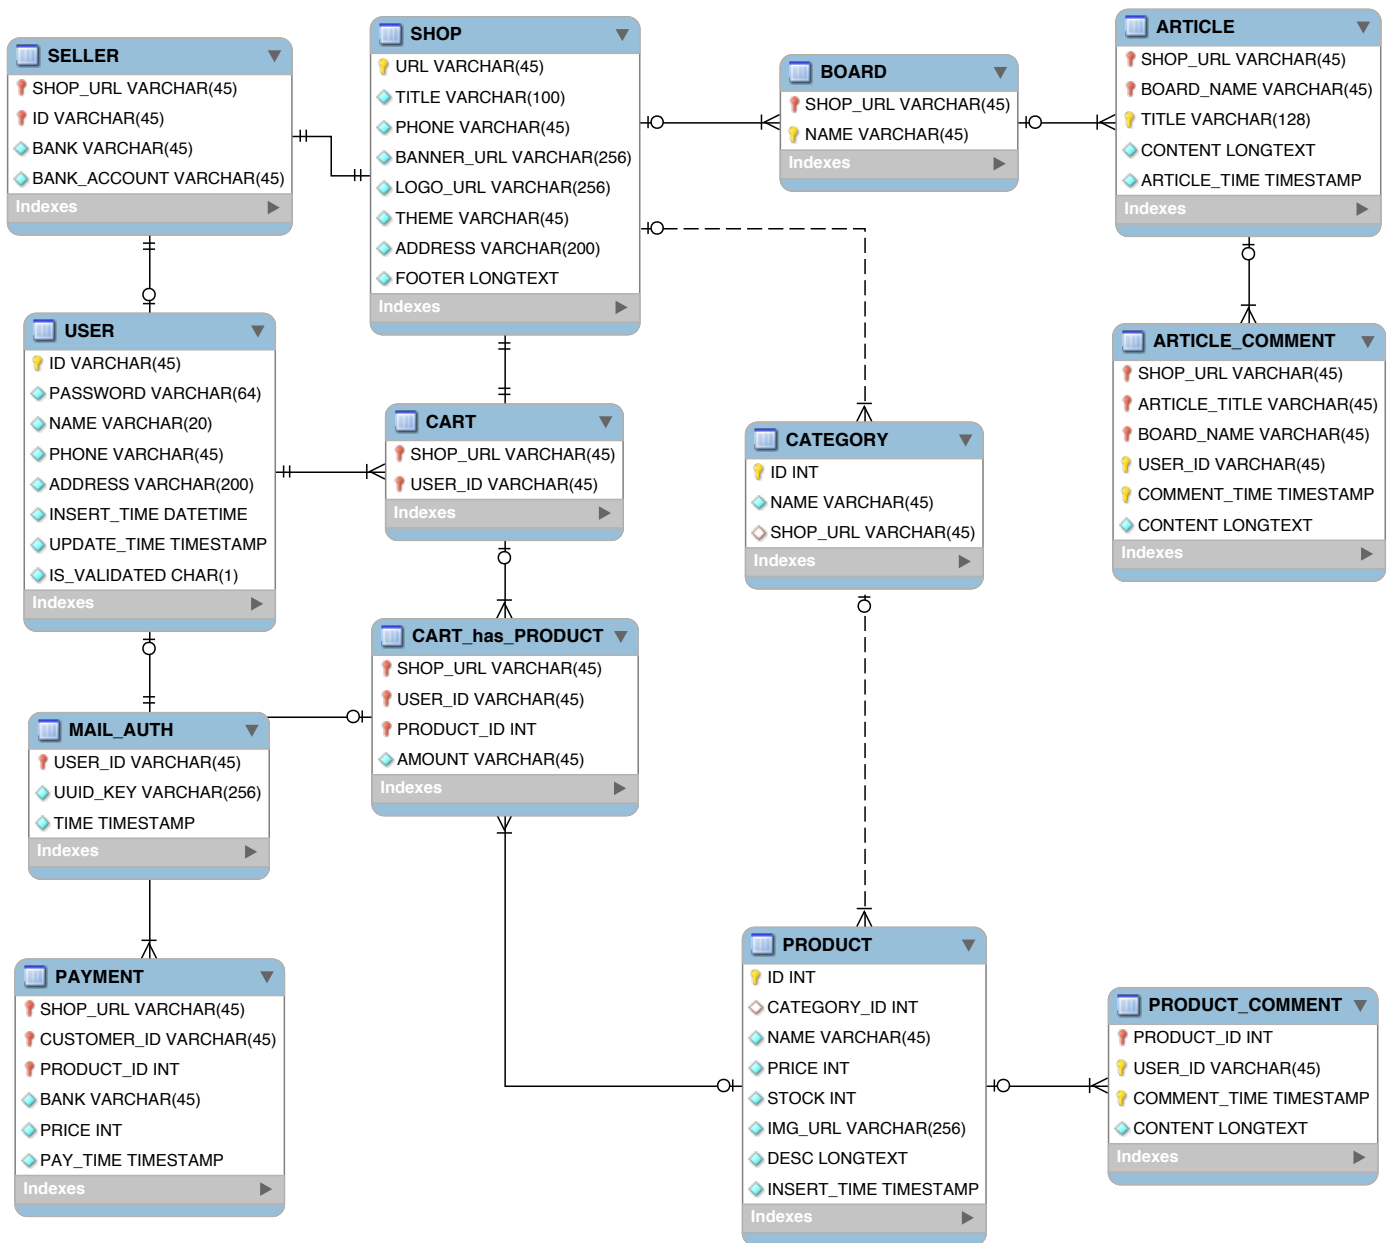 SELLER
SHOP_URL VARCHAR(45)
ID VARCHAR(45)
BANK VARCHAR(45)
BANK_ACCOUNT VARCHAR(45)
Indexes
SHOP
URL VARCHAR(45)
TITLE VARCHAR(100)
PHONE VARCHAR(45)
BANNER_URL VARCHAR(256)
LOGO_URL VARCHAR(256)
THEME VARCHAR(45)
ADDRESS VARCHAR(200)
FOOTER LONGTEXT
Indexes
BOARD
SHOP_URL VARCHAR(45)
NAME VARCHAR(45)
Indexes
ARTICLE
SHOP_URL VARCHAR(45)
BOARD_NAME VARCHAR(45)
TITLE VARCHAR(128)
CONTENT LONGTEXT
ARTICLE_TIME TIMESTAMP
Indexes
USER
ID VARCHAR(45)
PASSWORD VARCHAR(64)
NAME VARCHAR(20)
PHONE VARCHAR(45)
ADDRESS VARCHAR(200)
INSERT_TIME DATETIME
UPDATE_TIME TIMESTAMP
IS_VALIDATED CHAR(1)
Indexes
CART
SHOP_URL VARCHAR(45)
USER_ID VARCHAR(45)
Indexes
CATEGORY
ID INT
NAME VARCHAR(45)
SHOP_URL VARCHAR(45)
Indexes
ARTICLE_COMMENT
SHOP_URL VARCHAR(45)
ARTICLE_TITLE VARCHAR(45)
BOARD_NAME VARCHAR(45)
USER_ID VARCHAR(45)
COMMENT_TIME TIMESTAMP
CONTENT LONGTEXT
Indexes
CART_has_PRODUCT
SHOP_URL VARCHAR(45)
USER_ID VARCHAR(45)
PRODUCT_ID INT
AMOUNT VARCHAR(45)
Indexes
MAIL_AUTH
USER_ID VARCHAR(45)
UUID_KEY VARCHAR(256)
TIME TIMESTAMP
Indexes
PAYMENT
SHOP_URL VARCHAR(45)
CUSTOMER_ID VARCHAR(45)
PRODUCT_ID INT
BANK VARCHAR(45)
PRICE INT
PAY_TIME TIMESTAMP
Indexes
PRODUCT
ID INT
CATEGORY_ID INT
NAME VARCHAR(45)
PRICE INT
STOCK INT
IMG_URL VARCHAR(256)
DESC LONGTEXT
INSERT_TIME TIMESTAMP
Indexes
PRODUCT_COMMENT
PRODUCT_ID INT
USER_ID VARCHAR(45)
COMMENT_TIME TIMESTAMP
CONTENT LONGTEXT
Indexes